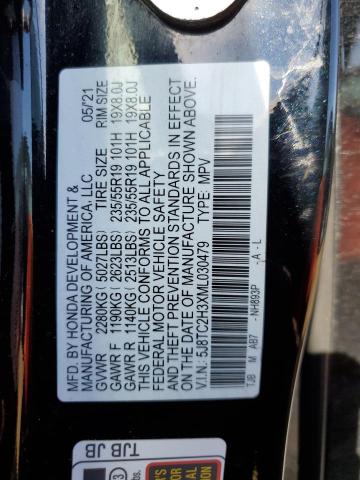 MFD. BY HONDA DEVELOPMENT & 05/21
MANUFACTURING OF AMERICA, LLC
GVWR 2280KG ( 5027LBS) TIRE SIZE RIM SIZE
GAWR F 1190KG ( 2623LBS) 235/55R19 101H 19X8.0J
GAWR R 1140KG ( 2513LBS) 235/55R19 101H 19X8.0J
THIS VEHICLE CONFORMS TO ALL APPLICABLE
FEDERAL MOTOR VEHICLE SAFETY
AND THEFT PREVENTION STANDARDS IN EFFECT
ON THE DATE OF MANUFACTURE SHOWN ABOVE.
V.I.N.: 5J8TC2H3XML030479 TYPE: MPV
TJB M AB7 - NH893P - A - L
TJB JB